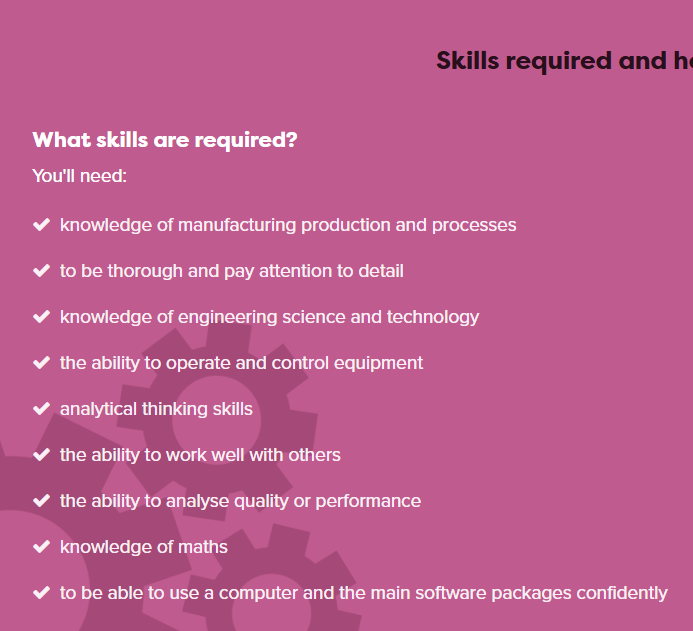 Skills required and
What skills are required?
You'll need:
knowledge of manufacturing production and processes
to be thorough and pay attention to detail
knowledge of engineering science and technology
the ability to operate and control equipment
analytical thinking skills
the ability to work well with others
the ability to analyse quality or performance
knowledge of maths
to be able to use a computer and the main software packages confidently